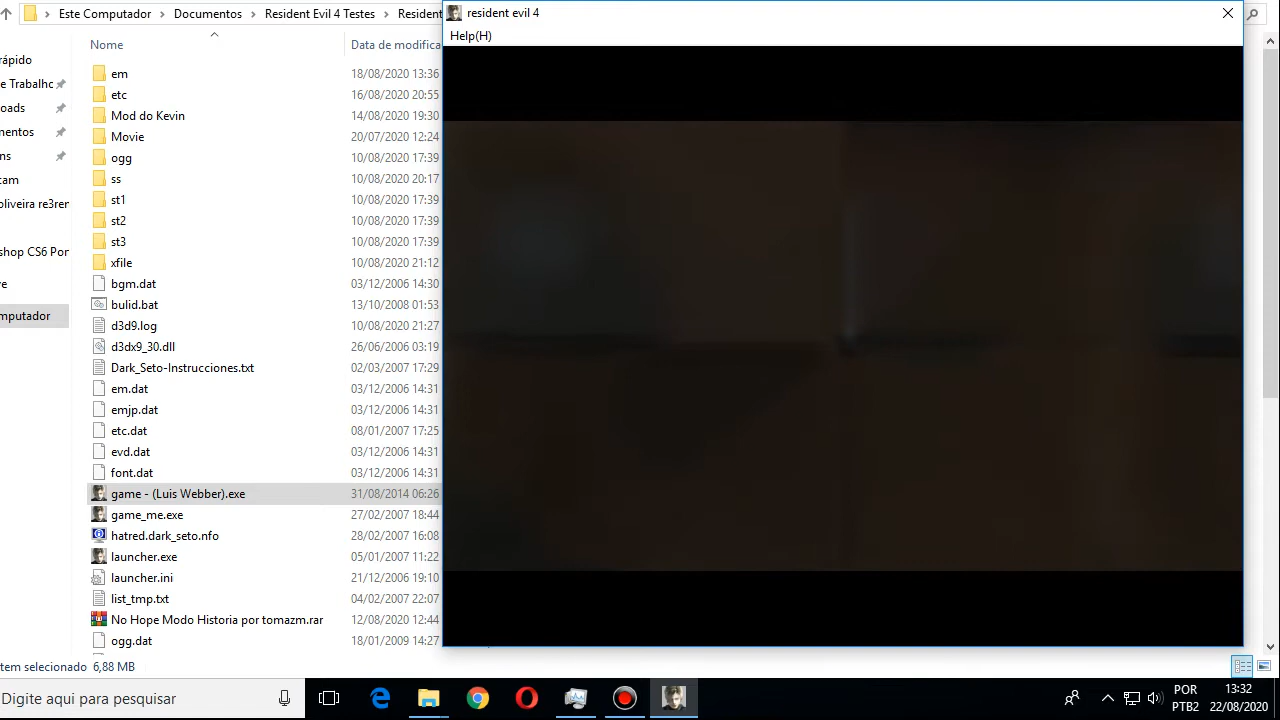 Este Computador > Documentos > Resident Evil 4 Testes > Resident
resident evil 4
Help(H)
Nome Data de modifica
rápido
e Trabalhc
oads
mentos
ns
cam
oliveira re3ren
shop CS6 Por
ve
mputador
em 18/08/2020 13:36
etc 16/08/2020 20:55
Mod do Kevin 14/08/2020 19:30
Movie 20/07/2020 12:24
ogg 10/08/2020 17:39
ss 10/08/2020 20:17
st1 10/08/2020 17:39
st2 10/08/2020 17:39
st3 10/08/2020 17:39
xfile 10/08/2020 21:12
bgm.dat 03/12/2006 14:30
bulid.bat 13/10/2008 01:53
d3d9.log 10/08/2020 21:27
d3dx9_30.dll 26/06/2006 03:19
Dark_Seto-Instrucciones.txt 02/03/2007 17:29
em.dat 03/12/2006 14:31
emjp.dat 03/12/2006 14:31
etc.dat 08/01/2007 17:25
evd.dat 03/12/2006 14:31
font.dat 03/12/2006 14:31
game - (Luis Webber).exe 31/08/2014 06:26
game_me.exe 27/02/2007 18:44
hatred.dark_seto.nfo 28/02/2007 16:08
launcher.exe 05/01/2007 11:22
launcher.ini 21/12/2006 19:10
list_tmp.txt 04/02/2007 22:07
No Hope Modo Historia por tomazm.rar 12/08/2020 12:44
ogg.dat 18/01/2009 14:27
tem selecionado 6,88 MB
Digite aqui para pesquisar
POR
PTB2
13:32
22/08/2020